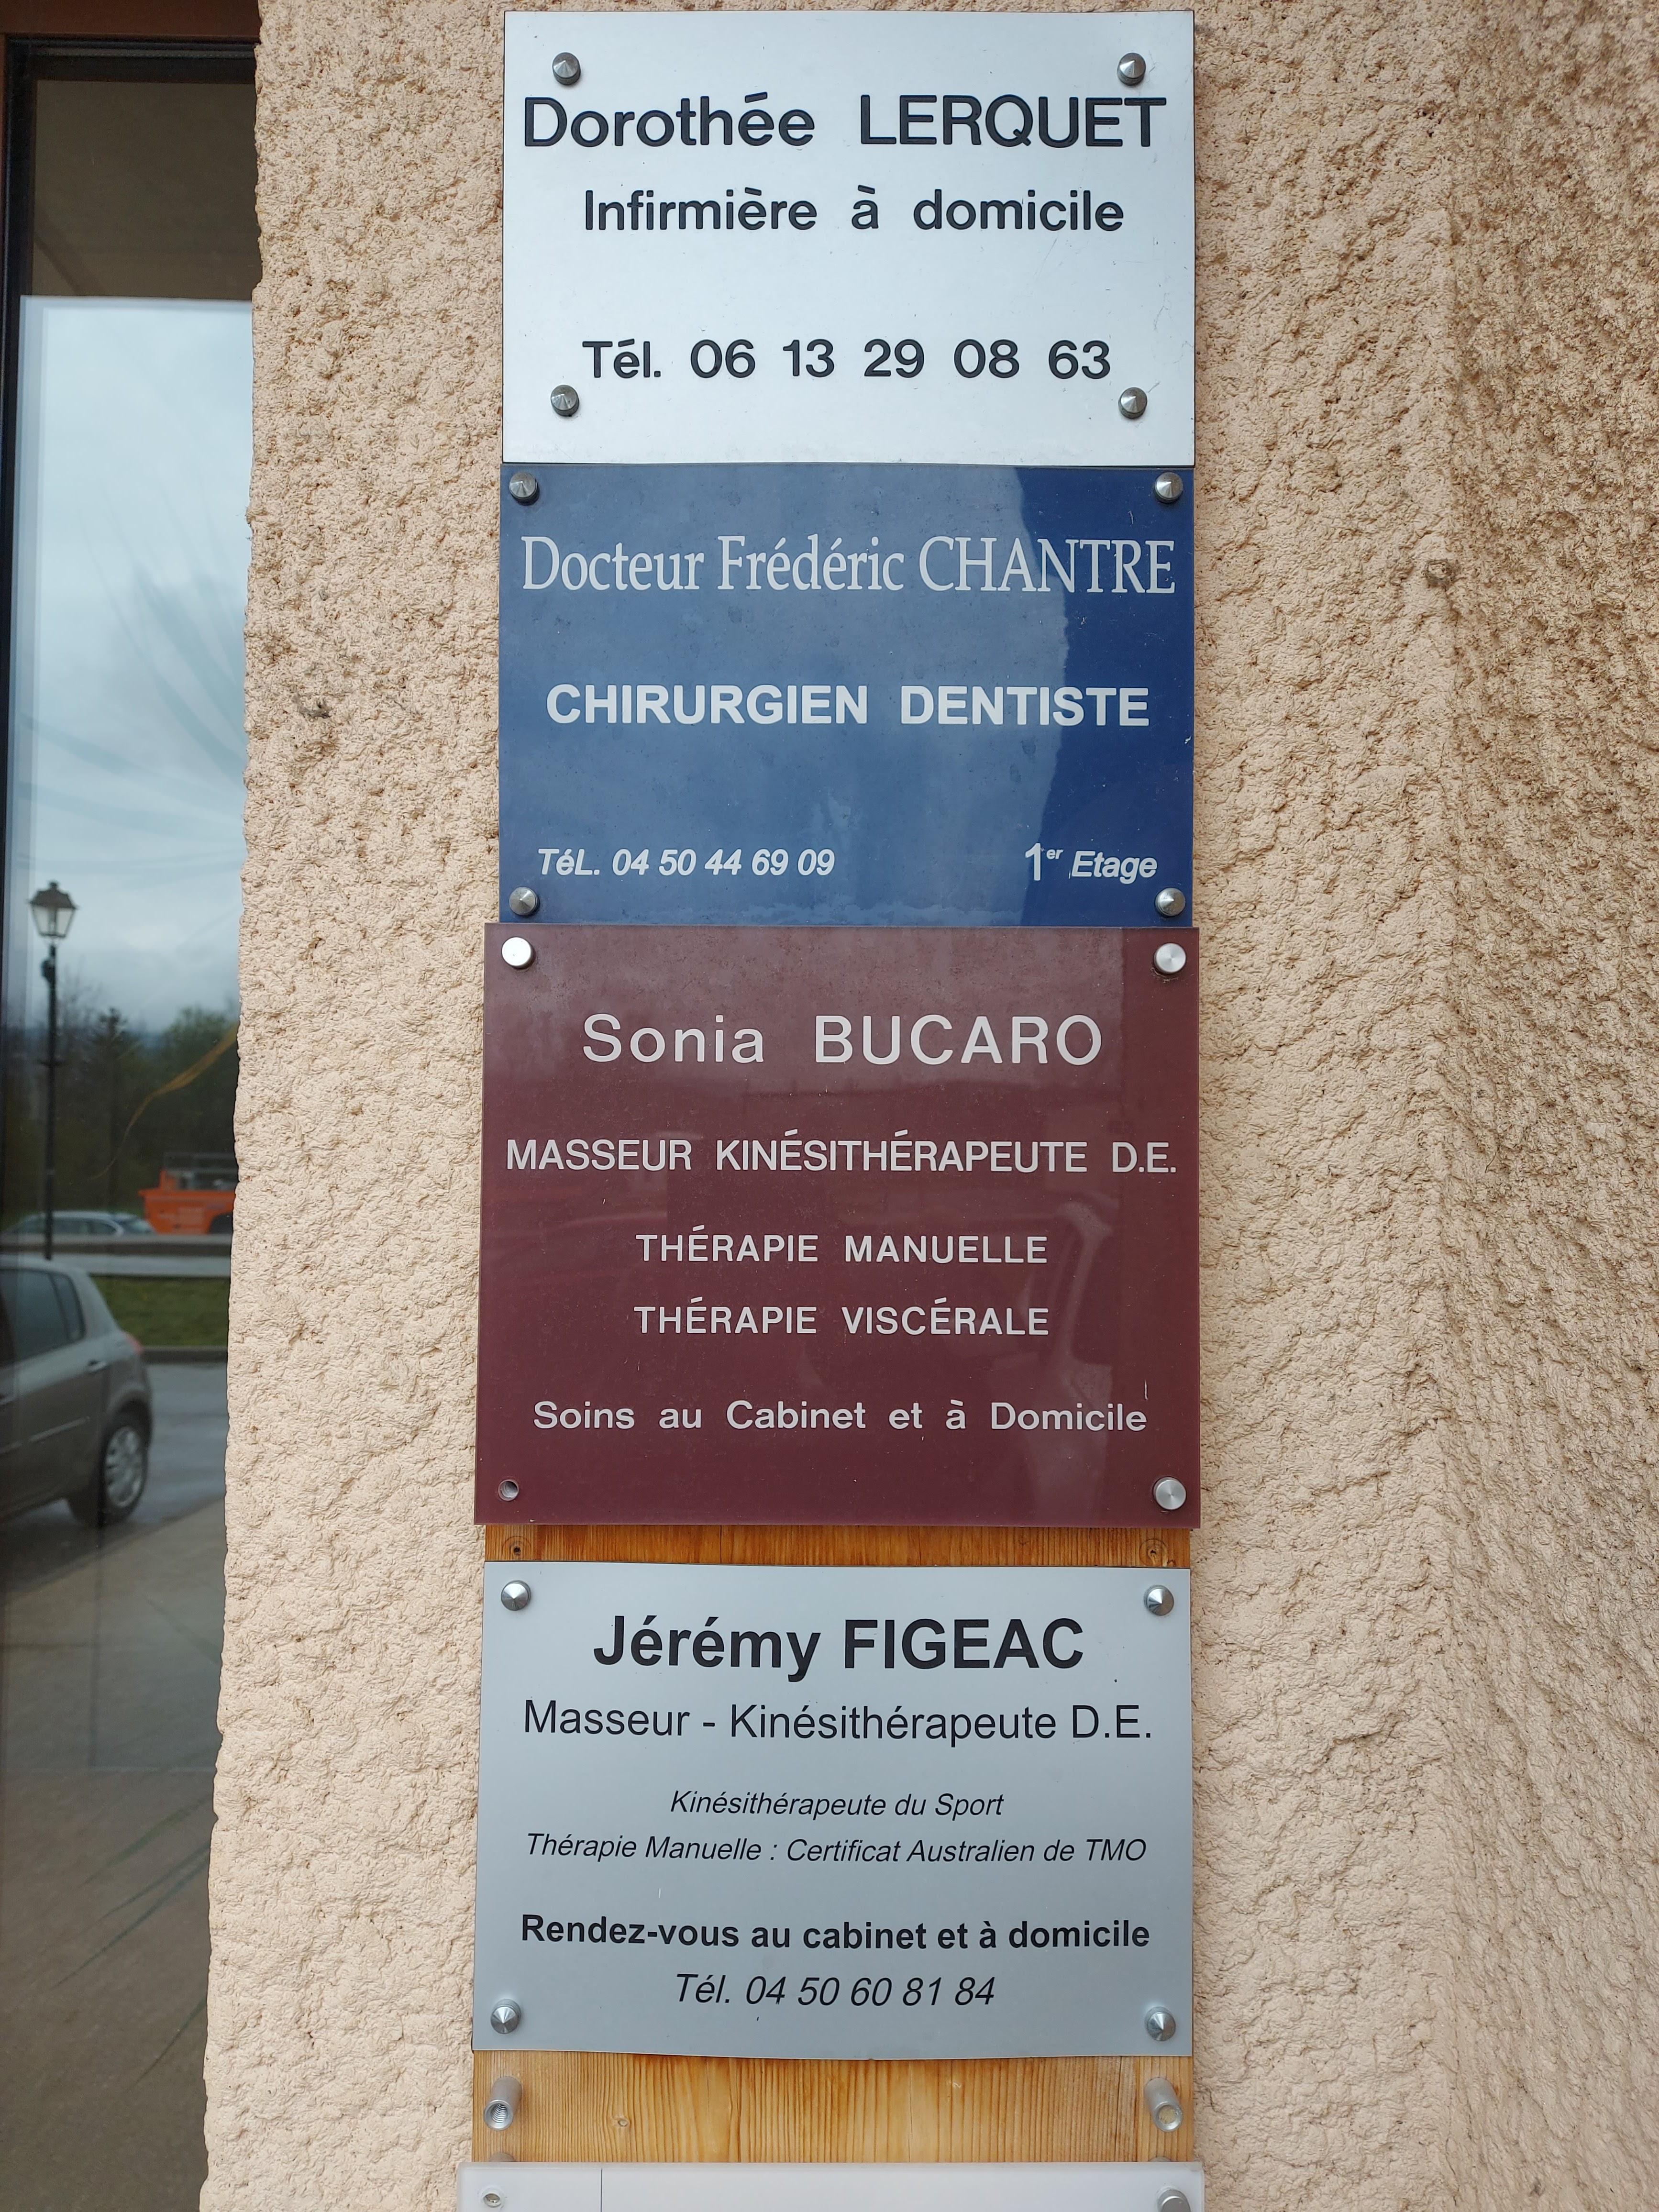 Dorothée LERQUET
Infirmière à domicile
Tél. 06 13 29 08 63
Docteur Frédéric CHANTRE
CHIRURGIEN DENTISTE
TéL. 04 50 44 69 09 1er Etage
Sonia BUCARO
MASSEUR KINÉSITHÉRAPEUTE D.E.
THÉRAPIE MANUELLE
THÉRAPIE VISCÉRALE
Soins au Cabinet et à Domicile
Jérémy FIGEAC
Masseur - Kinésithérapeute D.E.
Kinésithérapeute du Sport
Thérapie Manuelle : Certificat Australien de TMO
Rendez-vous au cabinet et à domicile
Tél. 04 50 60 81 84